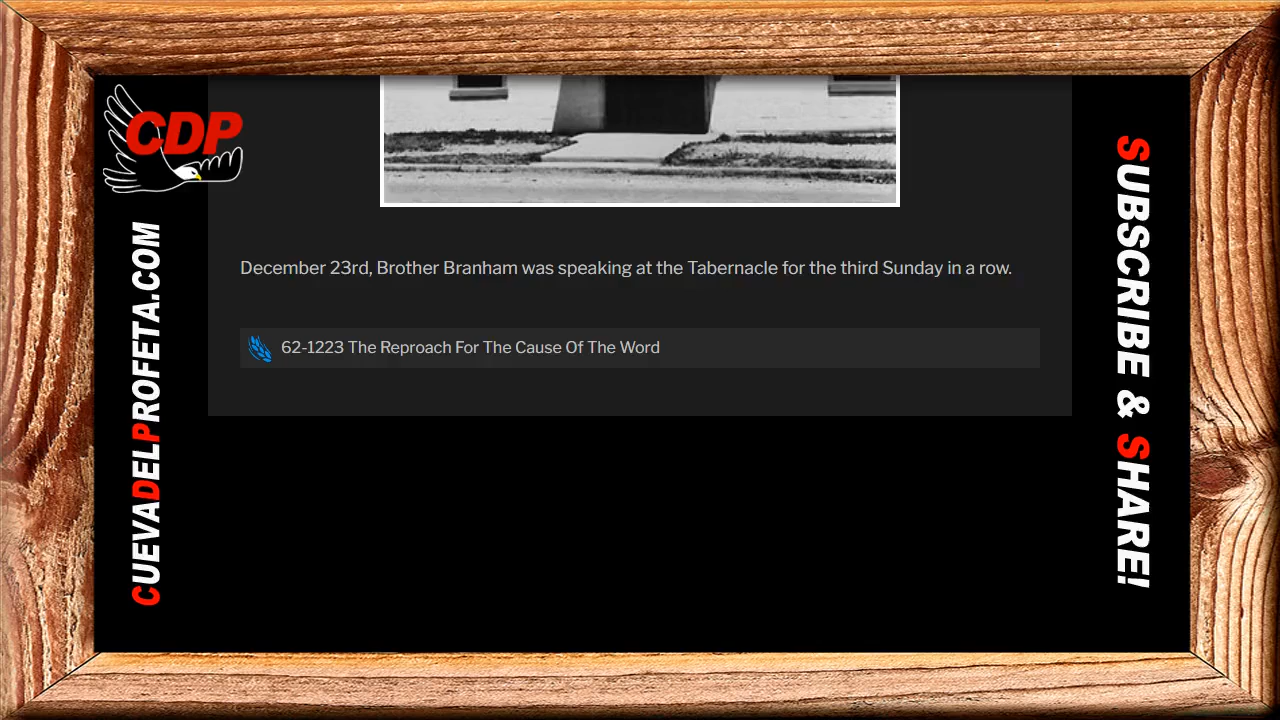 CDP
CUEVADELPROFETA.COM
December 23rd, Brother Branham was speaking at the Tabernacle for the third Sunday in a row.
62-1223 The Reproach For The Cause Of The Word
SUBSCRIBE & SHARE!